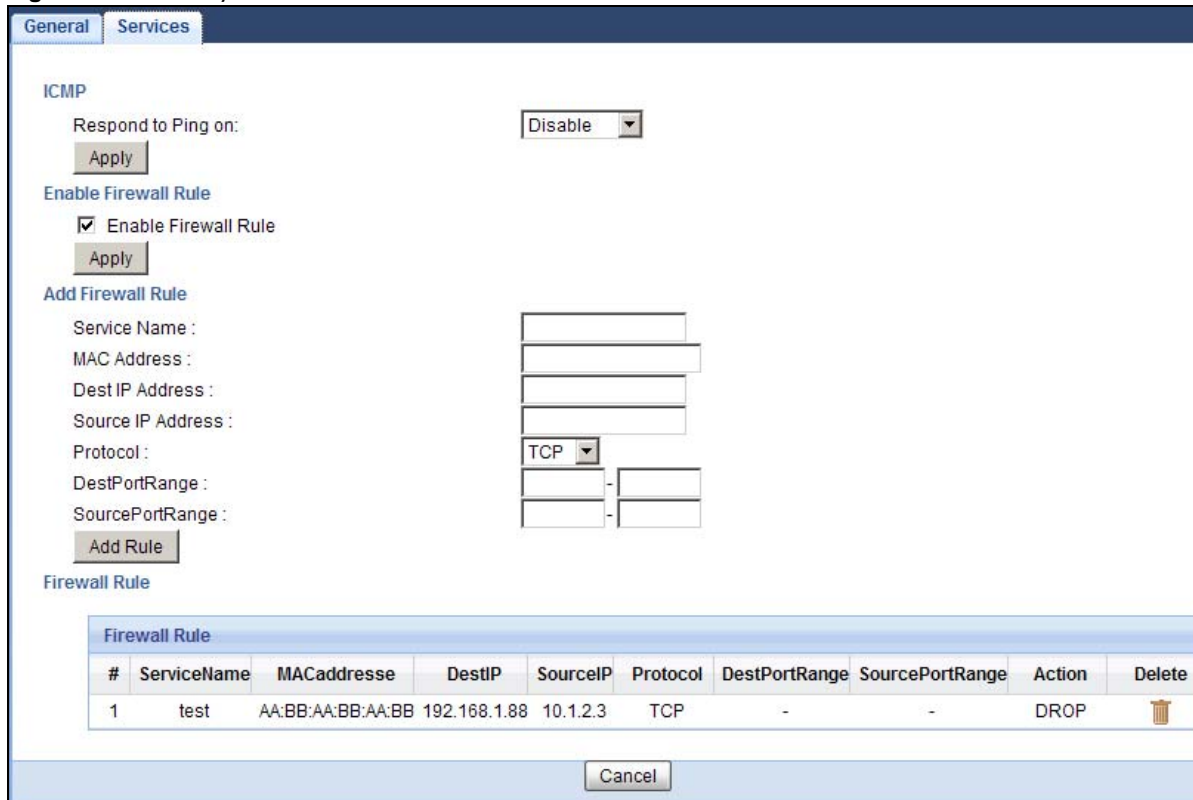 General Services
ICMP
Respond to Ping on: Disable
Apply
Enable Firewall Rule
Enable Firewall Rule
Apply
Add Firewall Rule
Service Name :
MAC Address :
Dest IP Address :
Source IP Address :
Protocol : TCP
DestPortRange : -
SourcePortRange : -
Add Rule
Firewall Rule
Firewall Rule
# ServiceName MACaddresse DestIP SourceIP Protocol DestPortRange SourcePortRange Action Delete
1 test AA:BB:AA:BB:AA:BB 192.168.1.88 10.1.2.3 TCP - - DROP
Cancel